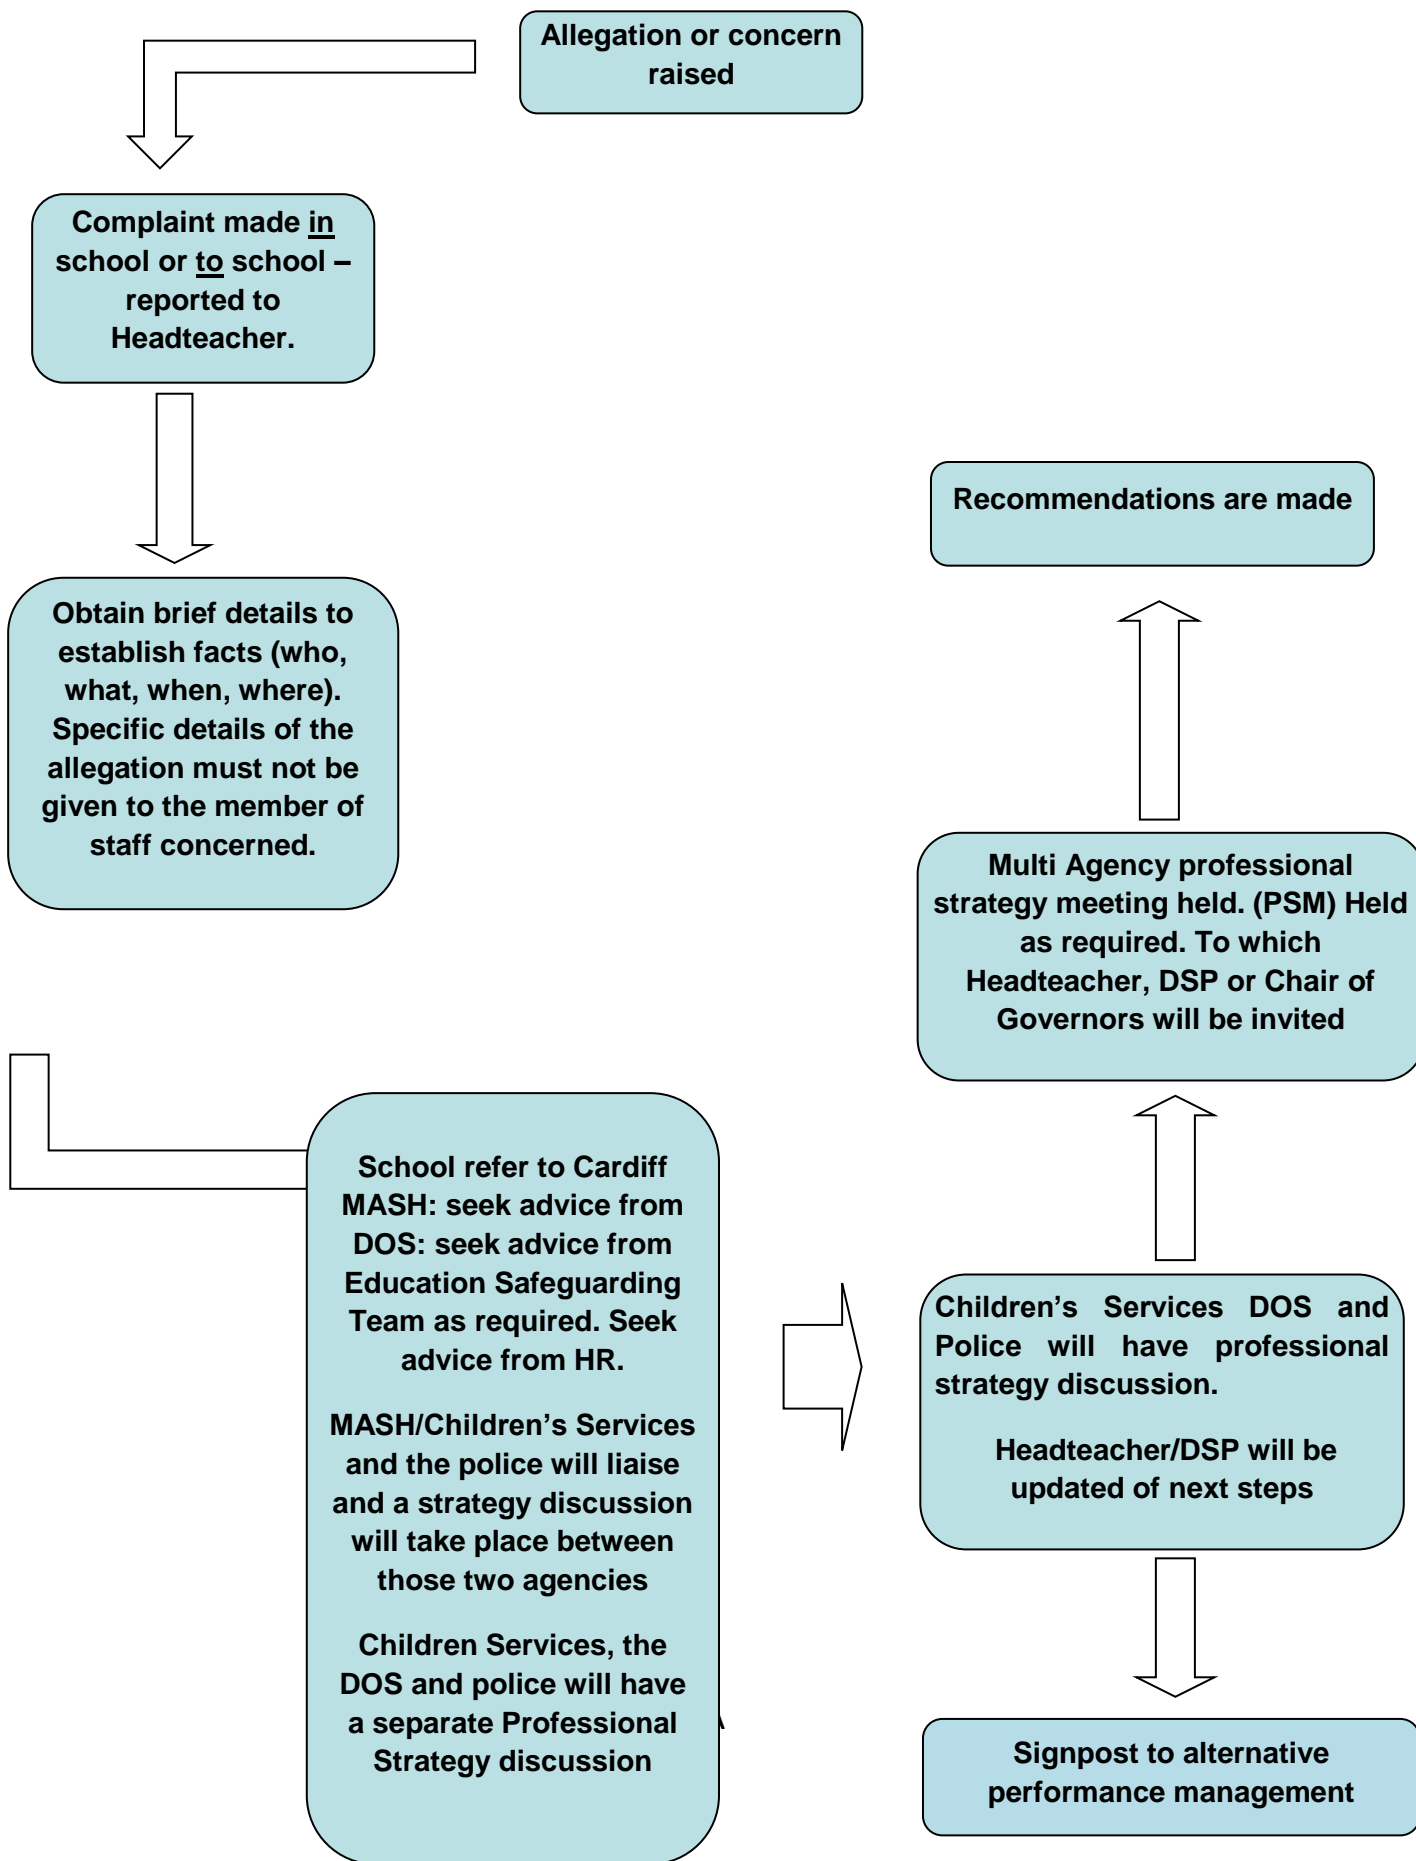 Allegation or concern
raised
Complaint made in
school or to school –
reported to
Headteacher.
Obtain brief details to
establish facts (who,
what, when, where).
Specific details of the
allegation must not be
given to the member of
staff concerned.
School refer to Cardiff
MASH: seek advice from
DOS: seek advice from
Education Safeguarding
Team as required. Seek
advice from HR.
MASH/Children’s Services
and the police will liaise
and a strategy discussion
will take place between
those two agencies
Children Services, the
DOS and police will have
a separate Professional
Strategy discussion
Recommendations are made
Multi Agency professional
strategy meeting held. (PSM) Held
as required. To which
Headteacher, DSP or Chair of
Governors will be invited
Children’s Services DOS and
Police will have professional
strategy discussion.
Headteacher/DSP will be
updated of next steps
Signpost to alternative
performance management